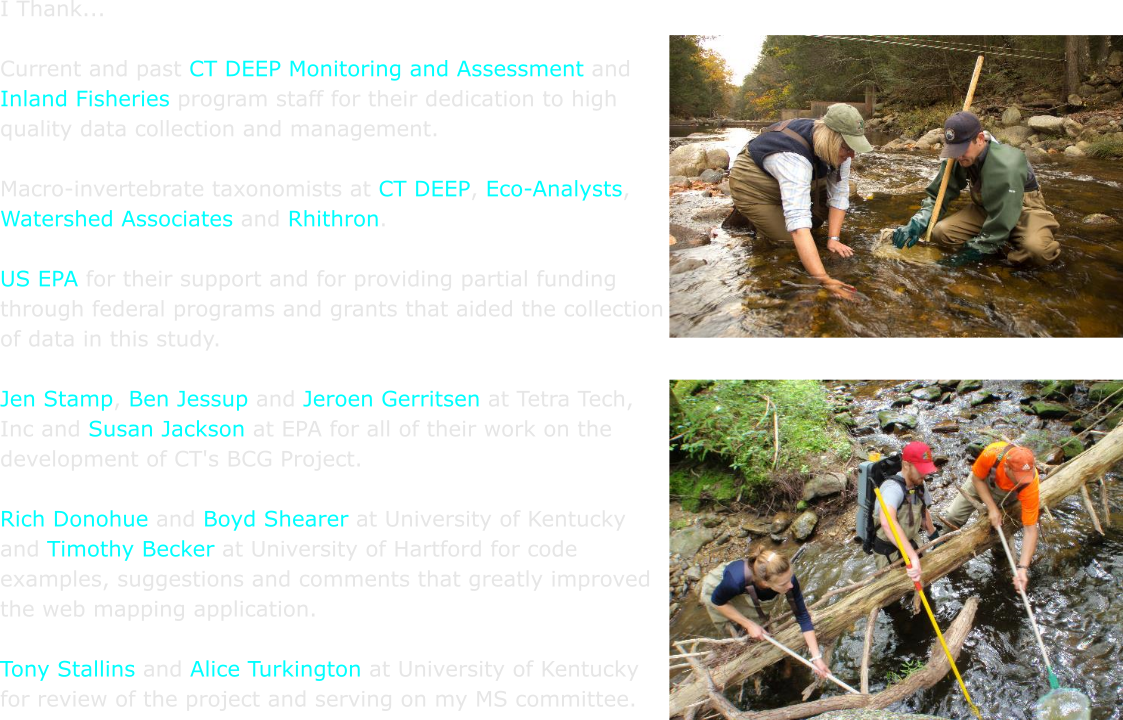 I Thank...
Current and past CT DEEP Monitoring and Assessment and
Inland Fisheries program staff for their dedication to high
quality data collection and management.
Macro-invertebrate taxonomists at CT DEEP, Eco-Analysts,
Watershed Associates and Rhithron.
US EPA for their support and for providing partial funding
through federal programs and grants that aided the collection
of data in this study.
Jen Stamp, Ben Jessup and Jeroen Gerritsen at Tetra Tech,
Inc and Susan Jackson at EPA for all of their work on the
development of CT's BCG Project.
Rich Donohue and Boyd Shearer at University of Kentucky
and Timothy Becker at University of Hartford for code
examples, suggestions and comments that greatly improved
the web mapping application.
Tony Stallins and Alice Turkington at University of Kentucky
for review of the project and serving on my MS committee.